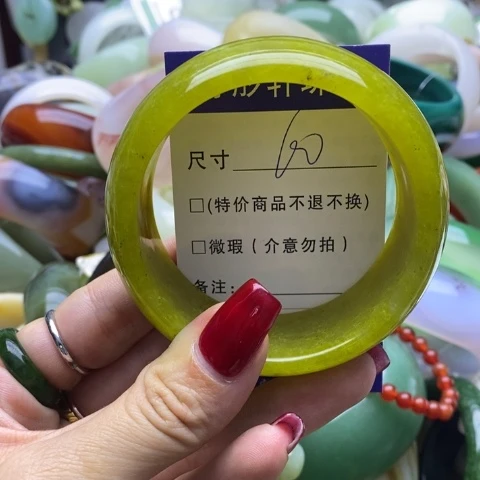 尺寸 60
□(特价商品不退不换)
□微瑕(介意勿拍)
备注: